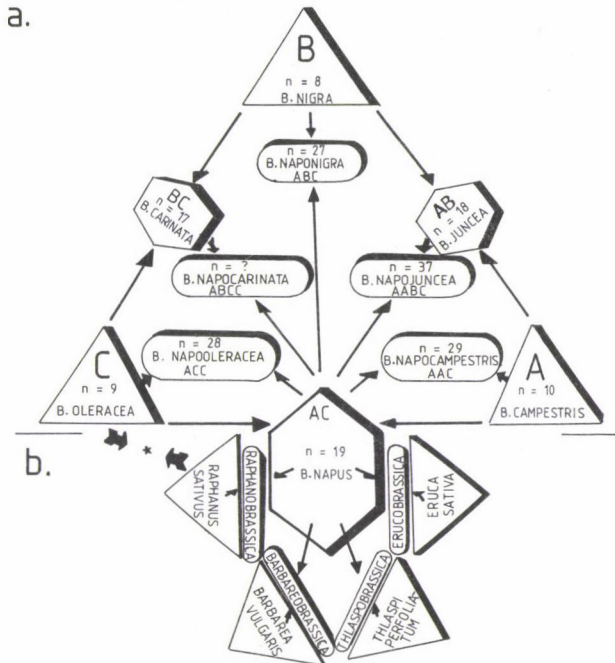 a.
B
n = 8
B. NIGRA
n = 27
B. NAPONIGRA
ABC
BC
n = 17
B. CARINATA
AB
n = 18
B. JUNCEA
n = ?
B. NAPOCARINATA
ABCC
n = 37
B. NAPOJUNCEA
AABC
C
n = 9
B. OLERACEA
n = 28
B. NAPOOLERACEA
ACC
n = 29
B. NAPOCAMPESTRIS
AAC
A
n = 10
B. CAMPESTRIS
AC
n = 19
B. NAPUS
b.
*
RAPHANUS
SATIVUS
RAPHANOBRASSICA
BARBAREA
VULGARIS
BARBAREOBRASSICA
THLASPOBRASSICA
THLASPI
PERFOLIA-
TUM
ERUCOBRASSICA
ERUCA
SATIVA